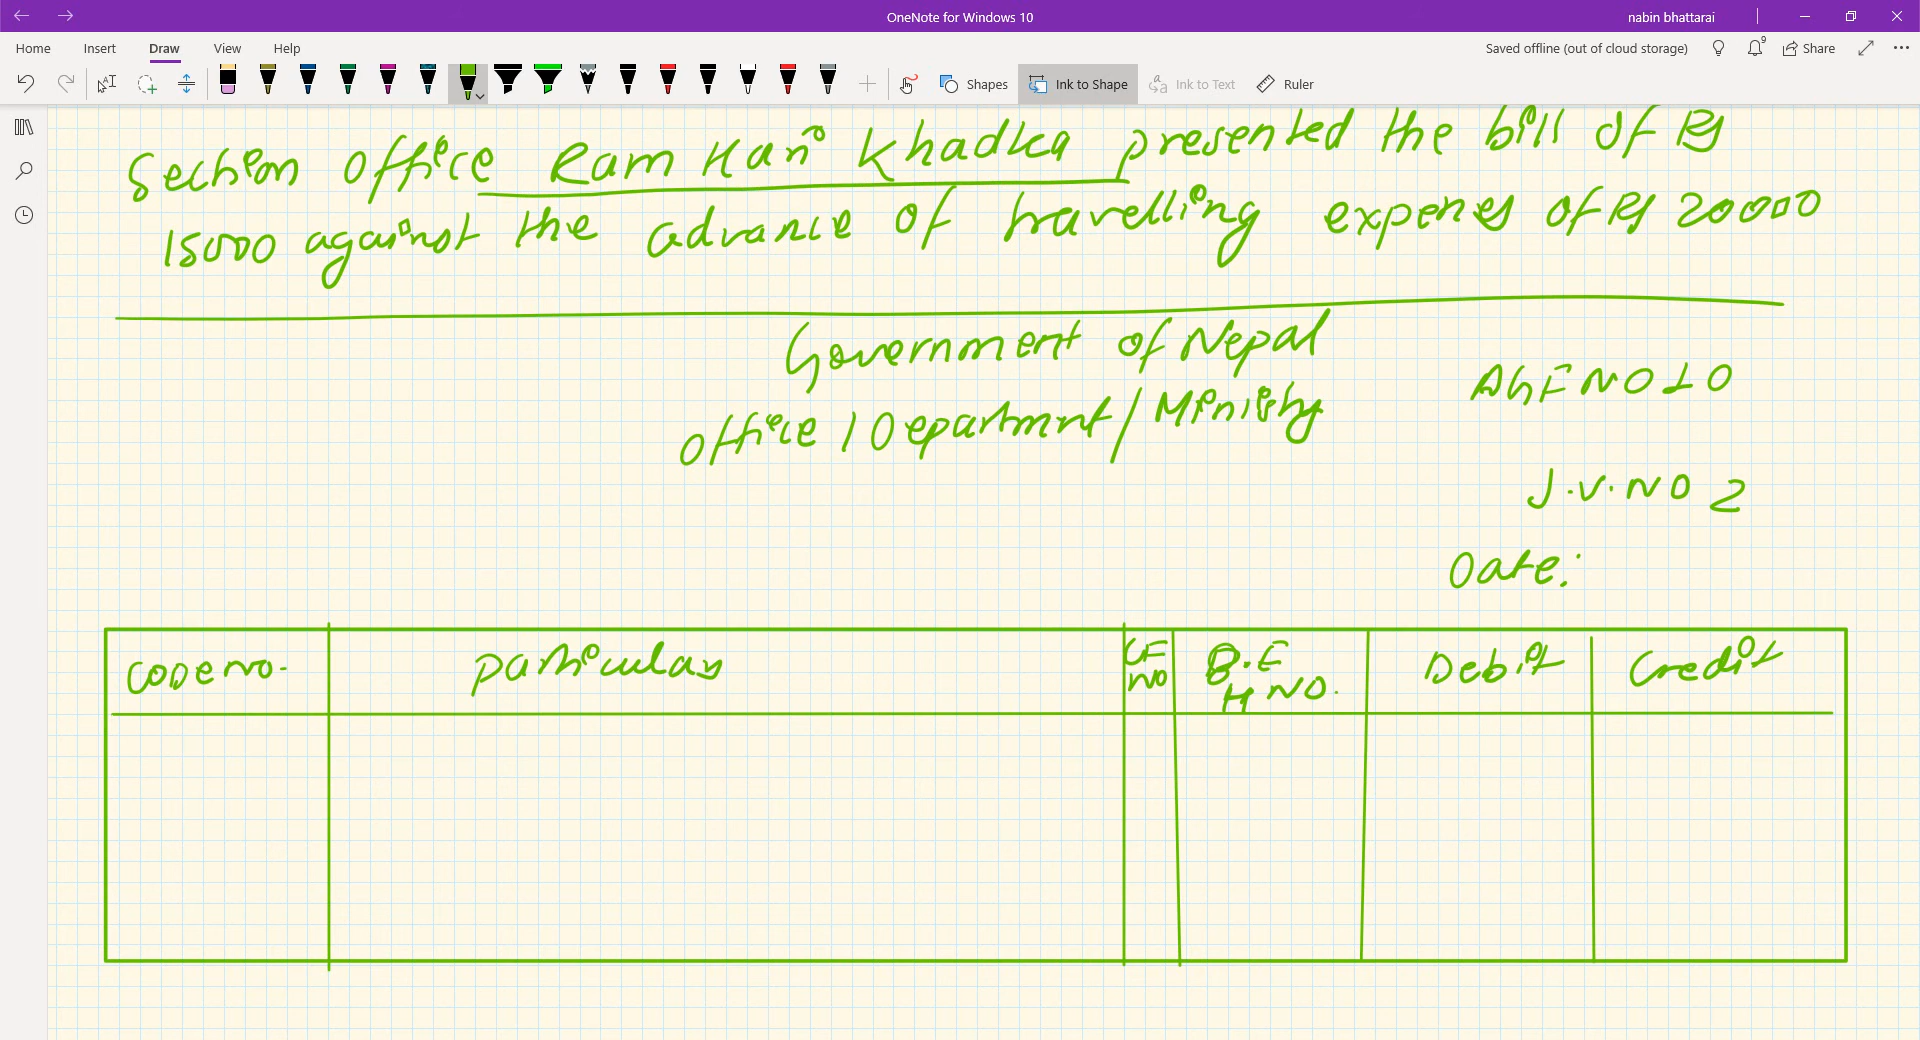 OneNote for Windows 10
nabin bhattarai
Home Insert Draw View Help
Saved offline (out of cloud storage)
9
Share
Shapes
Ink to Shape
Ink to Text
Ruler
Section office Ram Hari Khadka presented the bill of Rs
15000 against the advance of travelling expenes of Rs 20000
Government of Nepal
office / Department / Ministry
AGF NO 10
J.V. NO 2
Date:
CODE NO. Particulars LF NO B.E H NO. Debit Credit